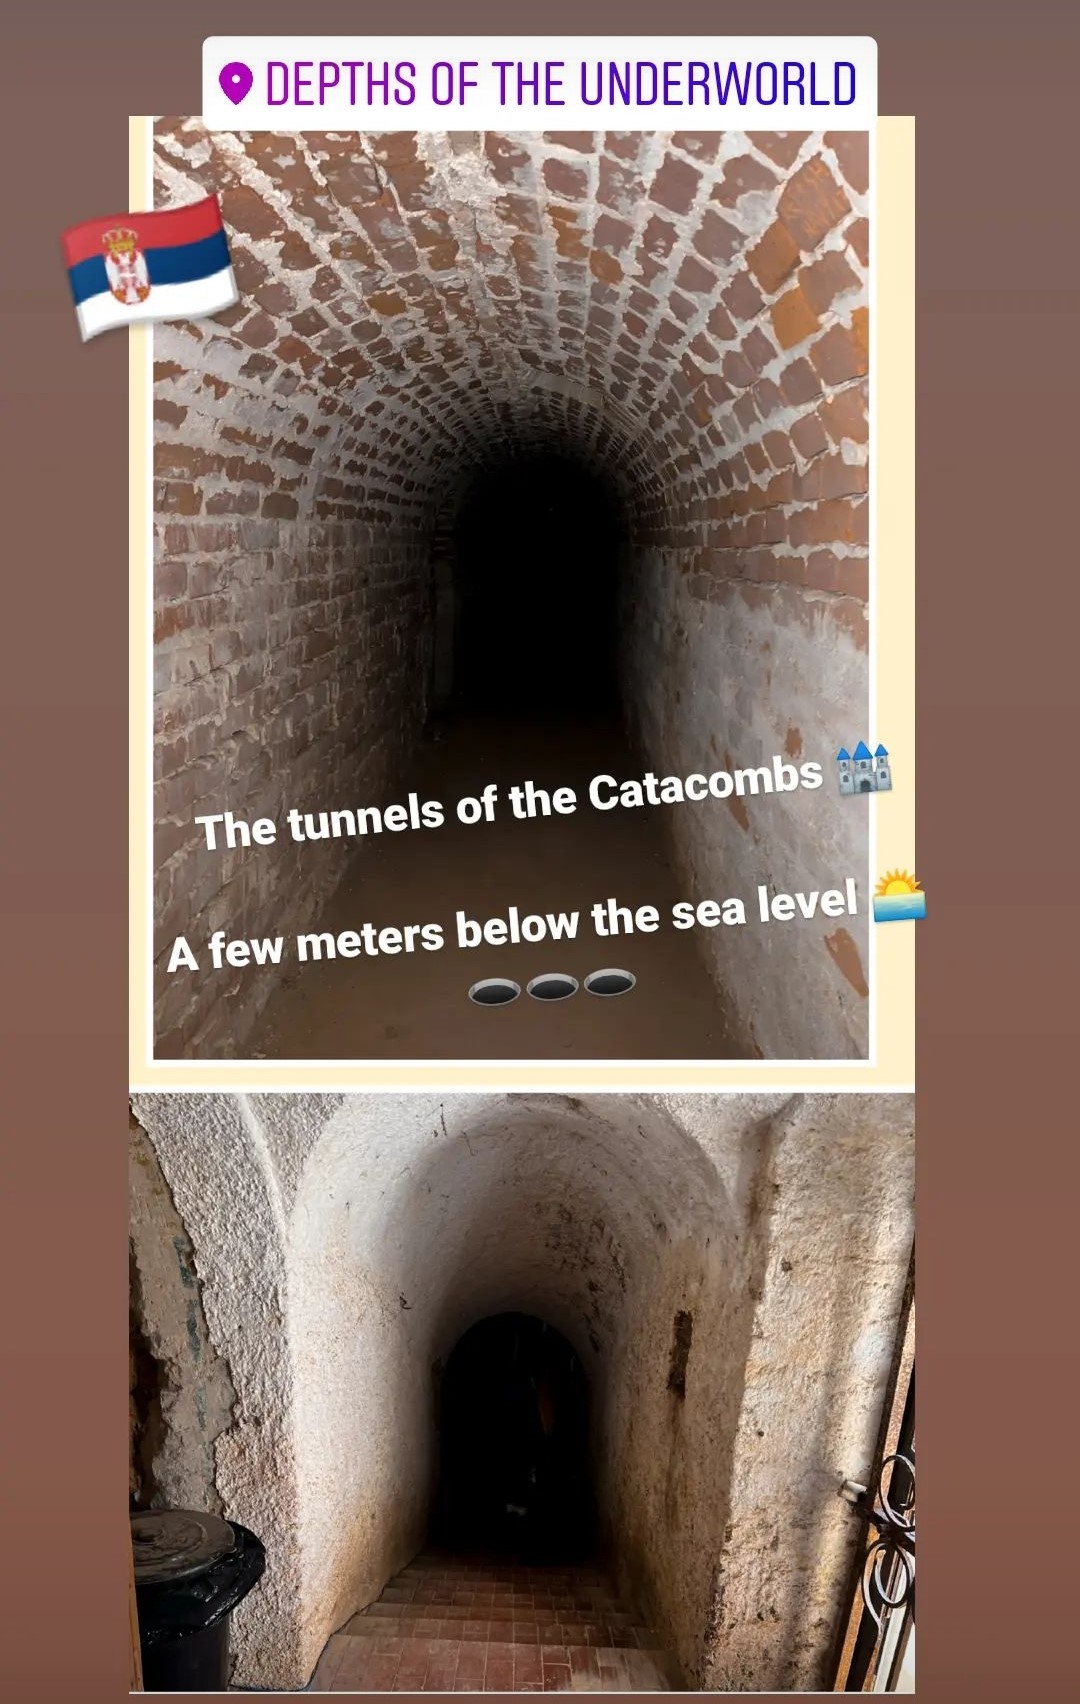 DEPTHS OF THE UNDERWORLD
The tunnels of the Catacombs
A few meters below the sea level